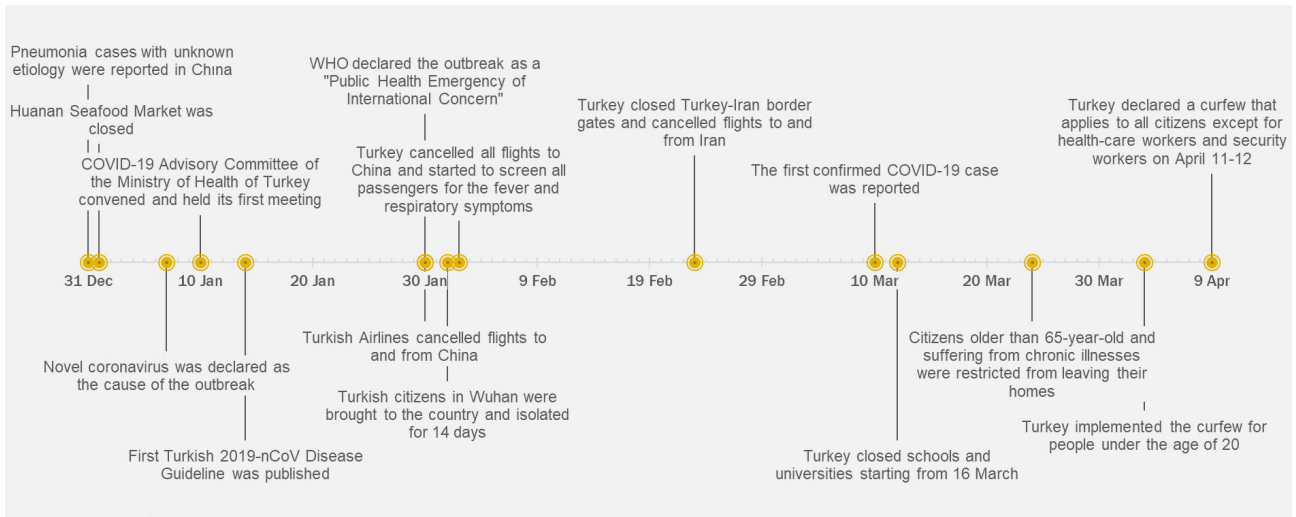 Pneumonia cases with unknown
etiology were reported in China
Huanan Seafood Market was
closed
COVID-19 Advisory Committee of
the Ministry of Health of Turkey
convened and held its first meeting
WHO declared the outbreak as a
"Public Health Emergency of
International Concern"
Turkey cancelled all flights to
China and started to screen all
passengers for the fever and
respiratory symptoms
Turkey closed Turkey-Iran border
gates and cancelled flights to and
from Iran
The first confirmed COVID-19 case
was reported
Turkey declared a curfew that
applies to all citizens except for
health-care workers and security
workers on April 11-12
31 Dec 10 Jan 20 Jan 30 Jan 9 Feb 19 Feb 29 Feb 10 Mar 20 Mar 30 Mar 9 Apr
Novel coronavirus was declared as
the cause of the outbreak
First Turkish 2019-nCoV Disease
Guideline was published
Turkish Airlines cancelled flights to
and from China
Turkish citizens in Wuhan were
brought to the country and isolated
for 14 days
Turkey closed schools and
universities starting from 16 March
Citizens older than 65-year-old and
suffering from chronic illnesses
were restricted from leaving their
homes
Turkey implemented the curfew for
people under the age of 20